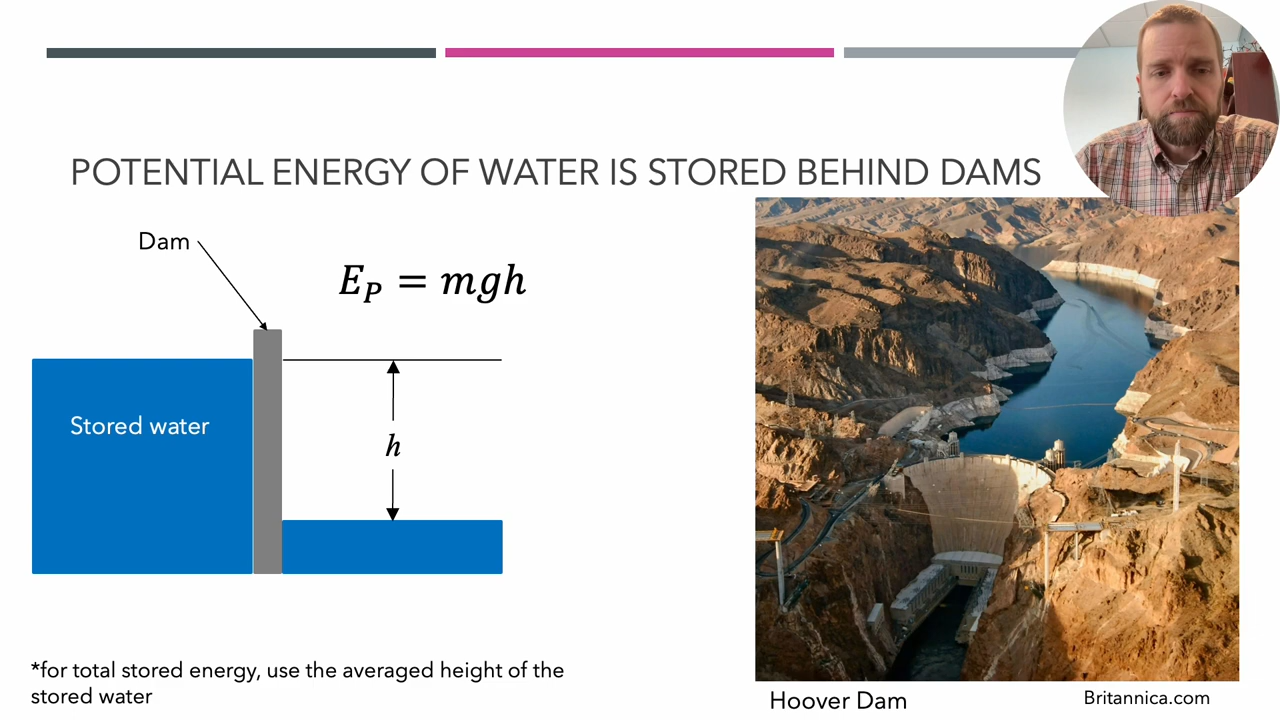 POTENTIAL ENERGY OF WATER IS STORED BEHIND DAMS
Dam
E_P = mgh
Stored water
h
*for total stored energy, use the averaged height of the
stored water
Hoover Dam
Britannica.com